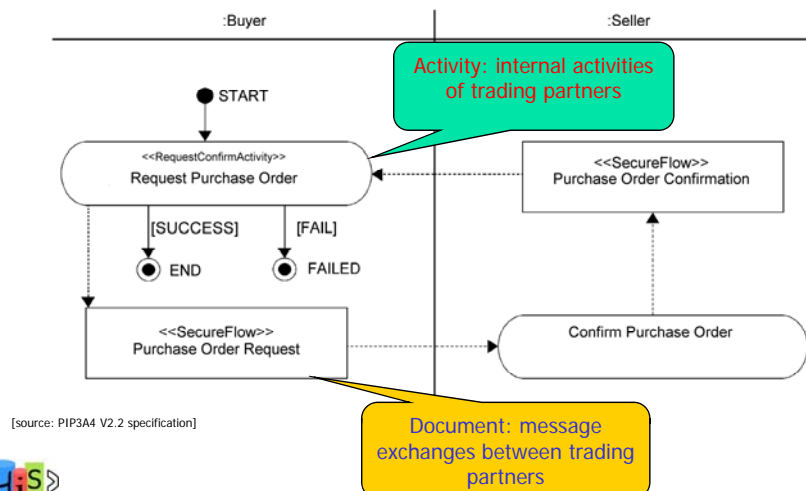 :Buyer
:Seller
Activity: internal activities
of trading partners
START
<<RequestConfirmActivity>>
Request Purchase Order
<<SecureFlow>>
Purchase Order Confirmation
[SUCCESS]
[FAIL]
END
FAILED
<<SecureFlow>>
Purchase Order Request
Confirm Purchase Order
[source: PIP3A4 V2.2 specification]
Document: message
exchanges between trading
partners